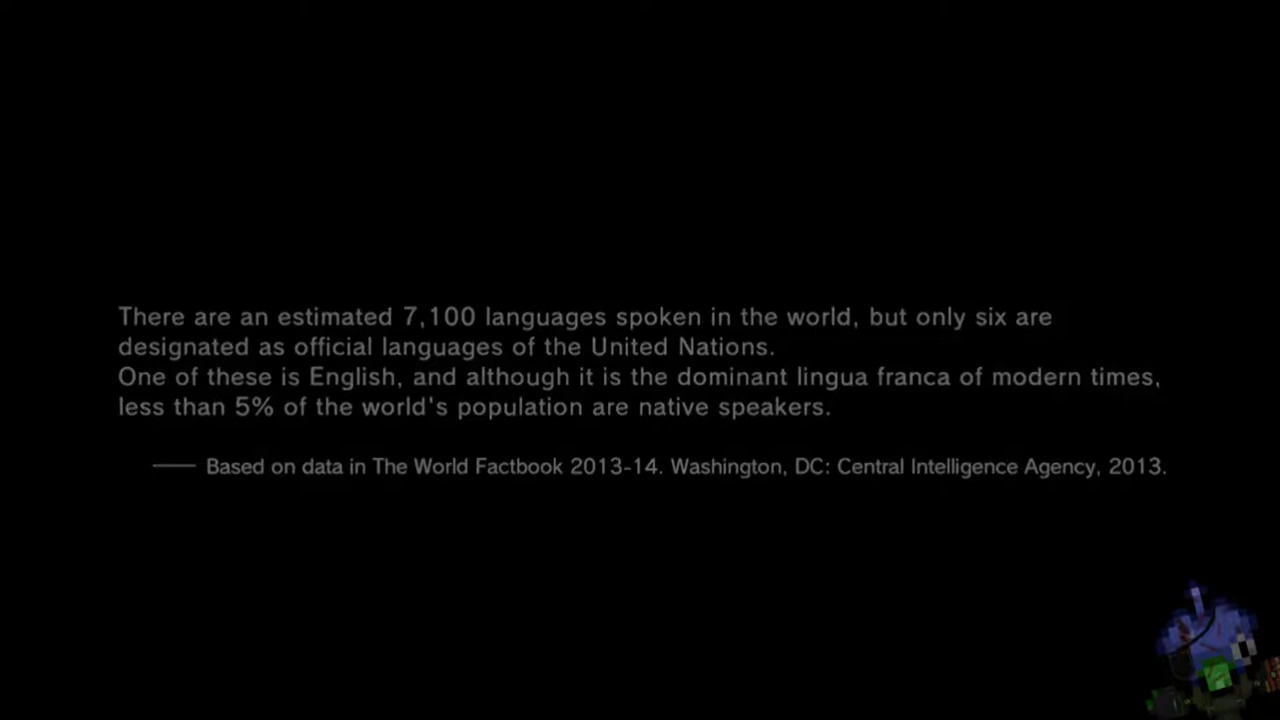 There are an estimated 7,100 languages spoken in the world, but only six are
designated as official languages of the United Nations.
One of these is English, and although it is the dominant lingua franca of modern times,
less than 5% of the world's population are native speakers.
—— Based on data in The World Factbook 2013-14. Washington, DC: Central Intelligence Agency, 2013.